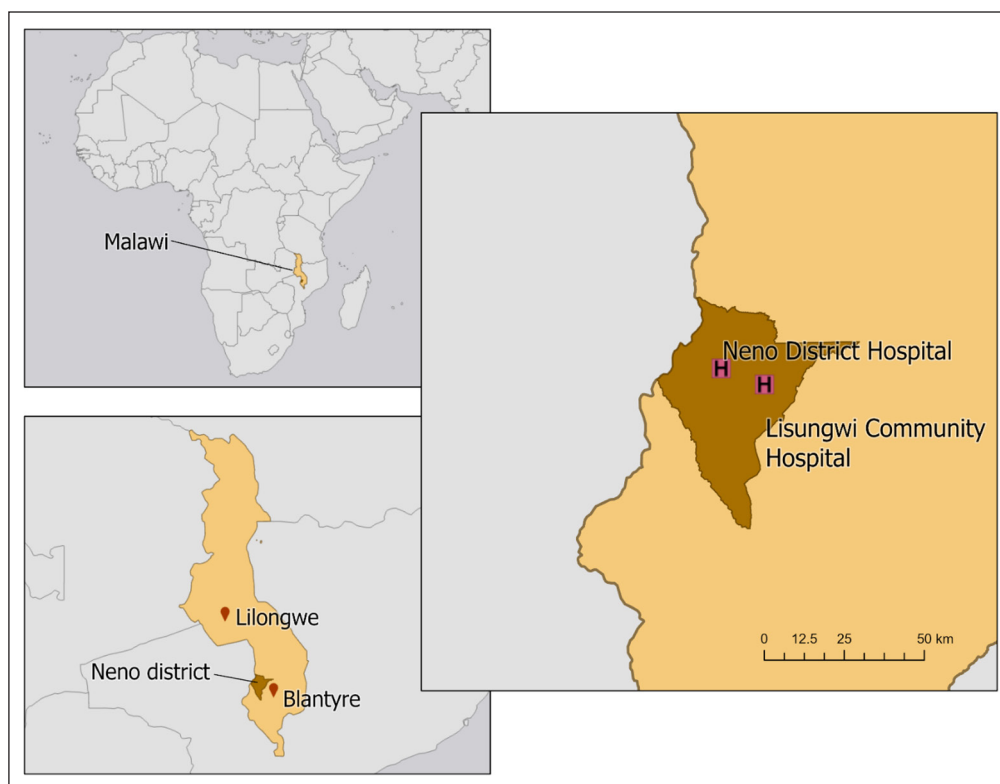 Malawi
Neno District Hospital
H
H
Lisungwi Community
Hospital
Lilongwe
Neno district
Blantyre
0 12.5 25 50 km